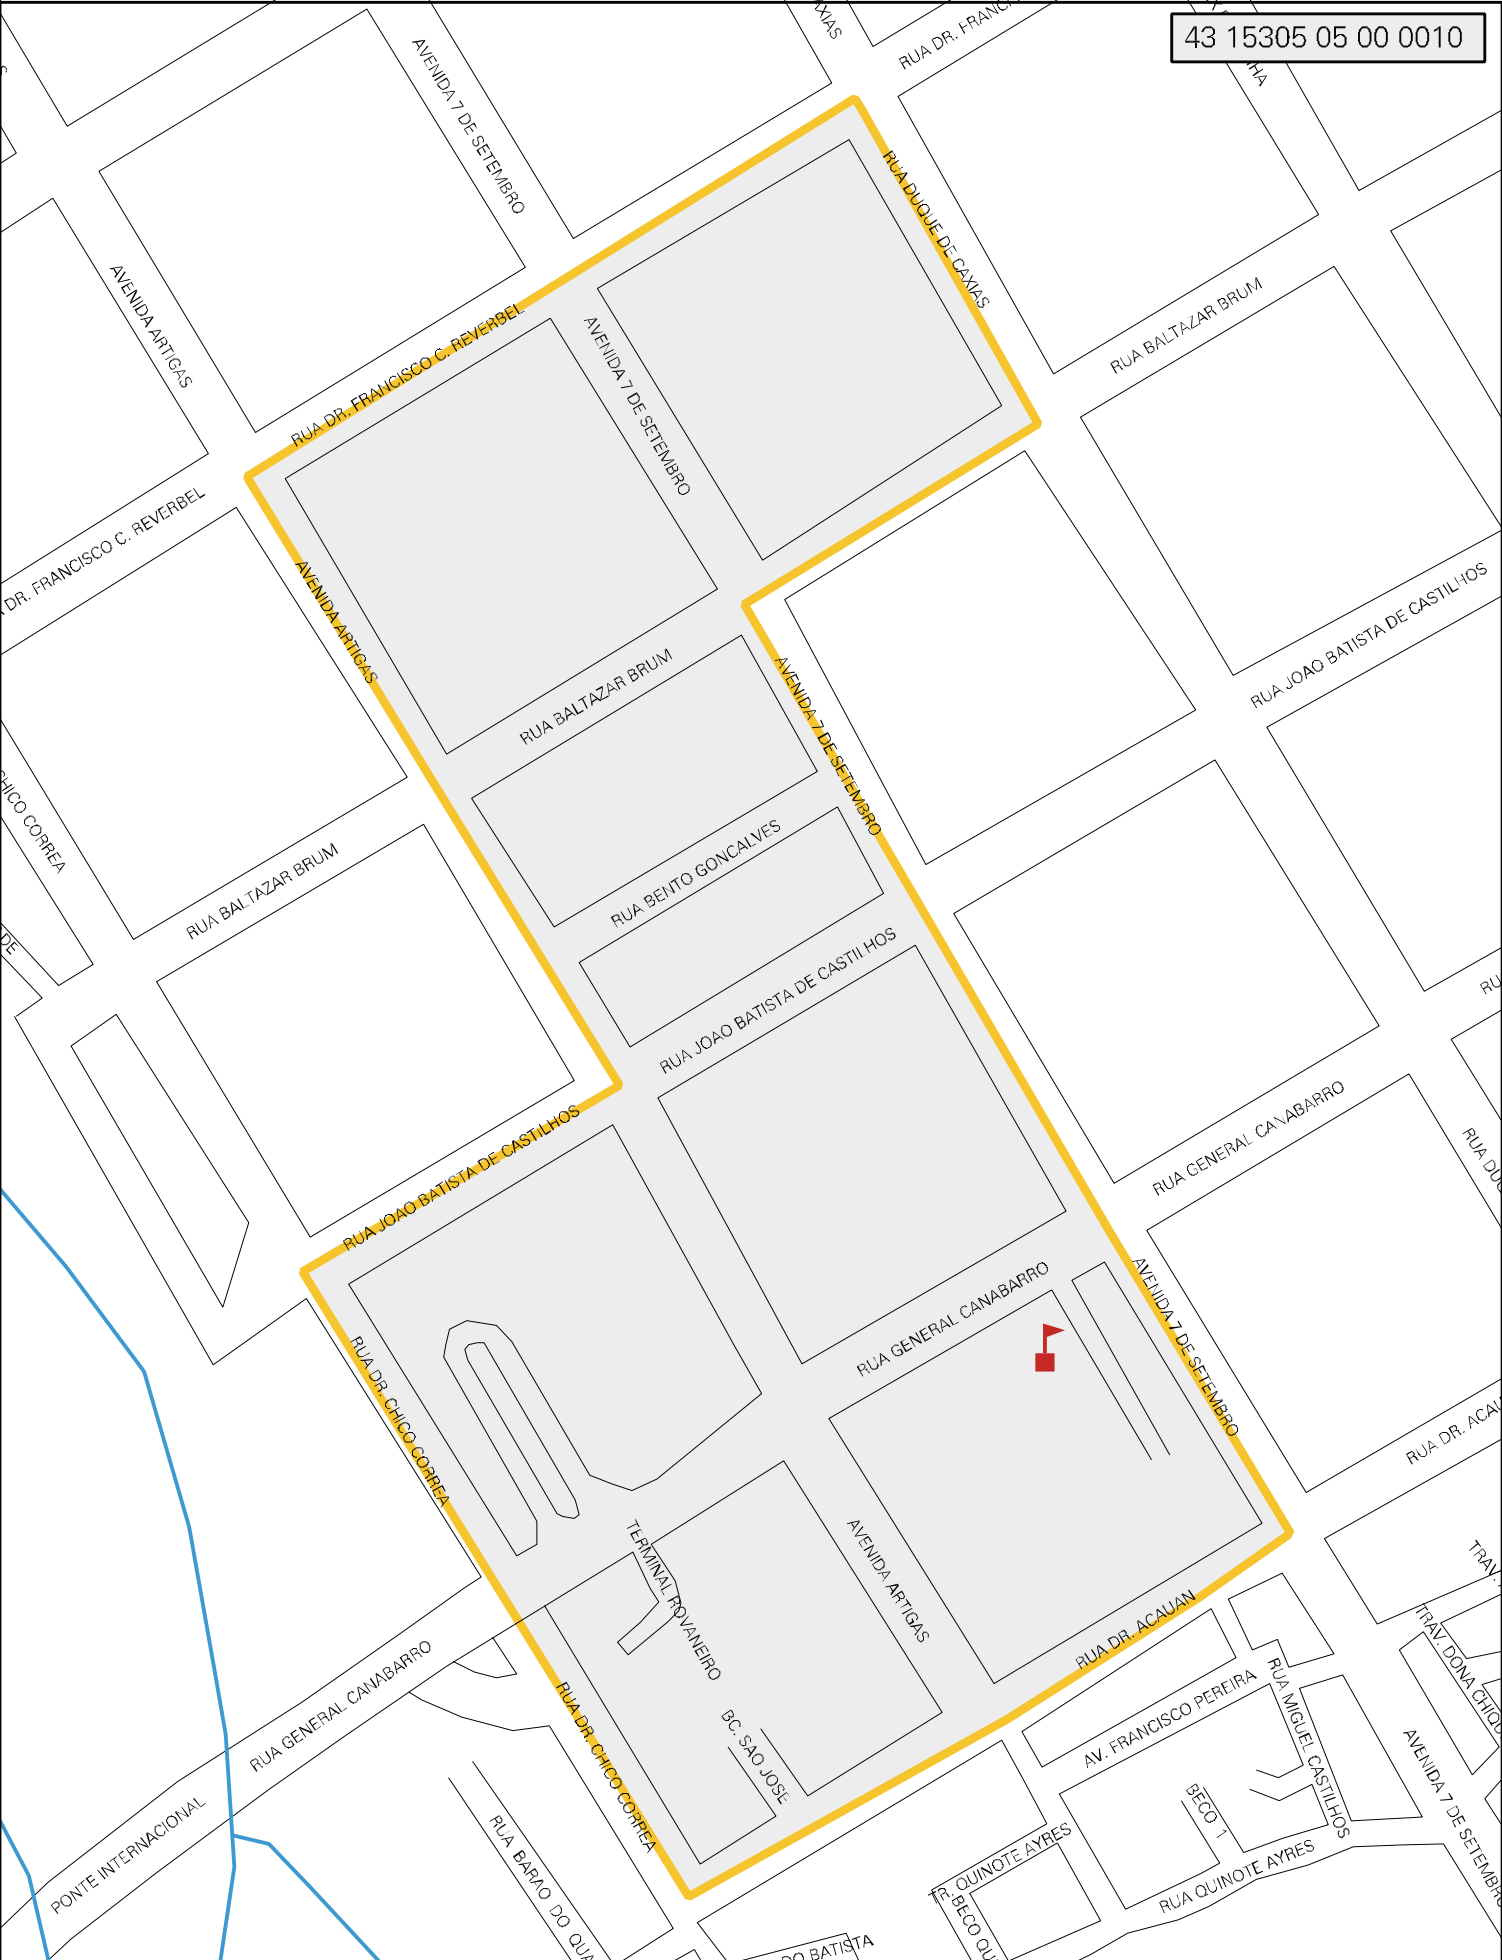 43 15305 05 00 0010
RUA DR.
AVENIDA 7 DE SETEMBRO
RUA DUQUE DE CAXIAS
AVENIDA ARTIGAS
RUA BALTAZAR BRUM
RUA DR. FRANCISCO C. REVERBEL
AVENIDA 7 DE SETEMBRO
DR. FRANCISCO C. REVERBEL
AVENIDA ARTIGAS
RUA JOAO BATISTA DE CASTILHOS
RUA BALTAZAR BRUM
AVENIDA 7 DE SETEMBRO
CORREA
RUA BALTAZAR BRUM
RUA BENTO GONCALVES
DE
RUA JOAO BATISTA DE CASTILHOS
RUA GENERAL CANABARRO
RUA JOAO BATISTA DE CASTILHOS
RUA
RUA GENERAL CANABARRO
AVENIDA 7 DE SETEMBRO
RUA DR. CHICO CORREA
RUA DR.
TERMINAL ROVANEIRO
AVENIDA ARTIGAS
TRAV.
RUA DR. ACAUAN
TRAV. DONA
RUA GENERAL CANABARRO
RUA DR. CHICO CORREA
AV. FRANCISCO PEREIRA
RUA MIGUEL CASTILHOS
BC. SAO JOSE
AVENIDA 7 DE SETEMBRO
PONTE INTERNACIONAL
BECO 1
RUA BARAO DO
TR. QUINOTE AYRES
RUA QUINOTE AYRES
BECO
BATISTA